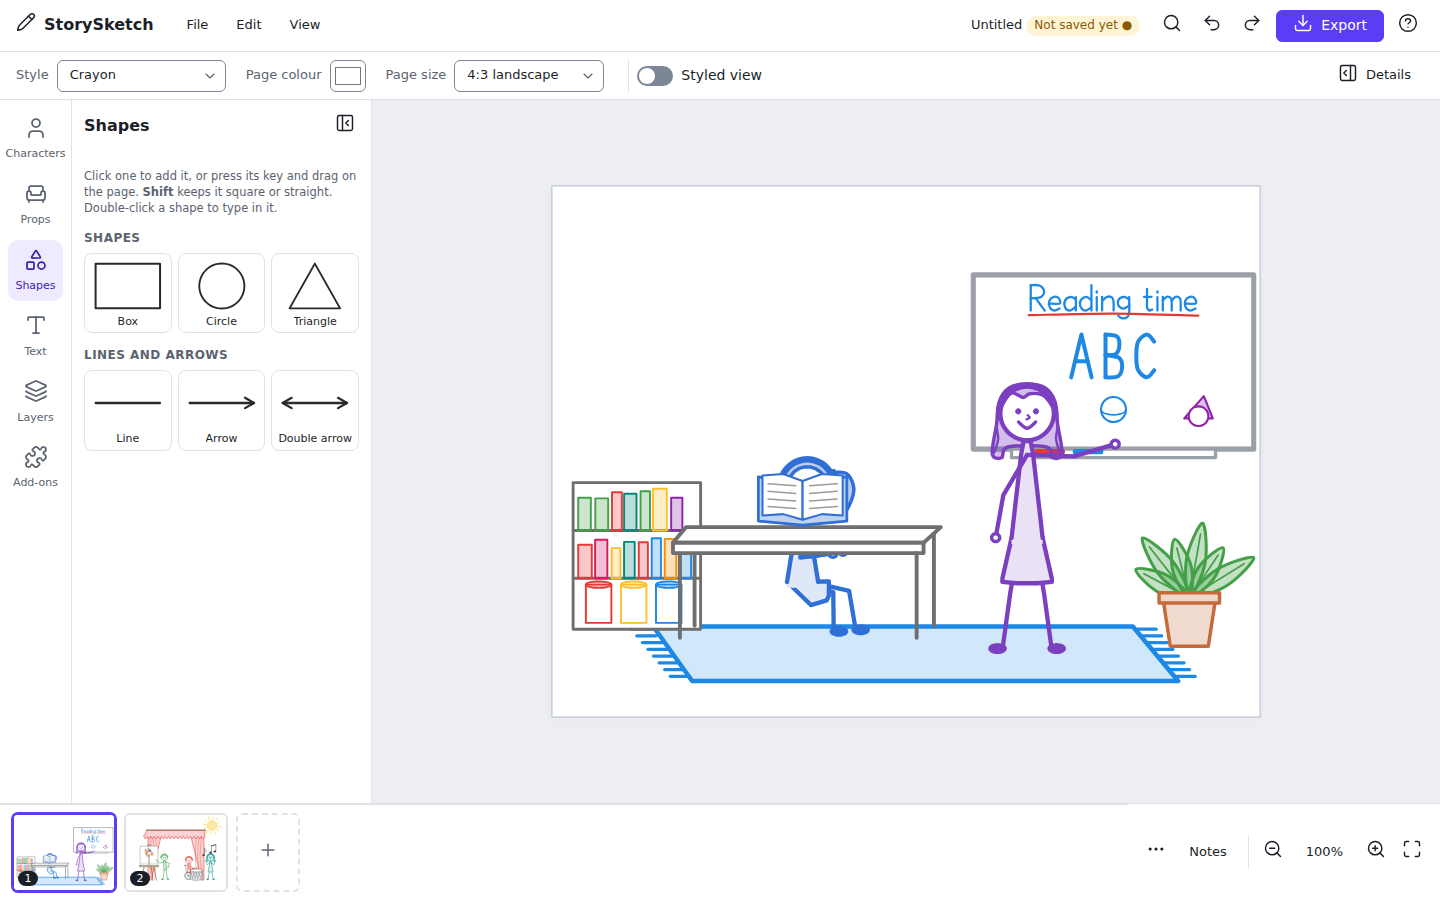 StorySketch
File
Edit
View
Untitled
Not saved yet
Export
Style
Crayon
Page colour
Page size
4:3 landscape
Styled view
Details
Characters
Props
Shapes
Text
Layers
Add-ons
Shapes
Click one to add it, or press its key and drag on
the page. Shift keeps it square or straight.
Double-click a shape to type in it.
SHAPES
Box
Circle
Triangle
LINES AND ARROWS
Line
Arrow
Double arrow
Reading time
ABC
Reading time
ABC
1
2
Notes
100%